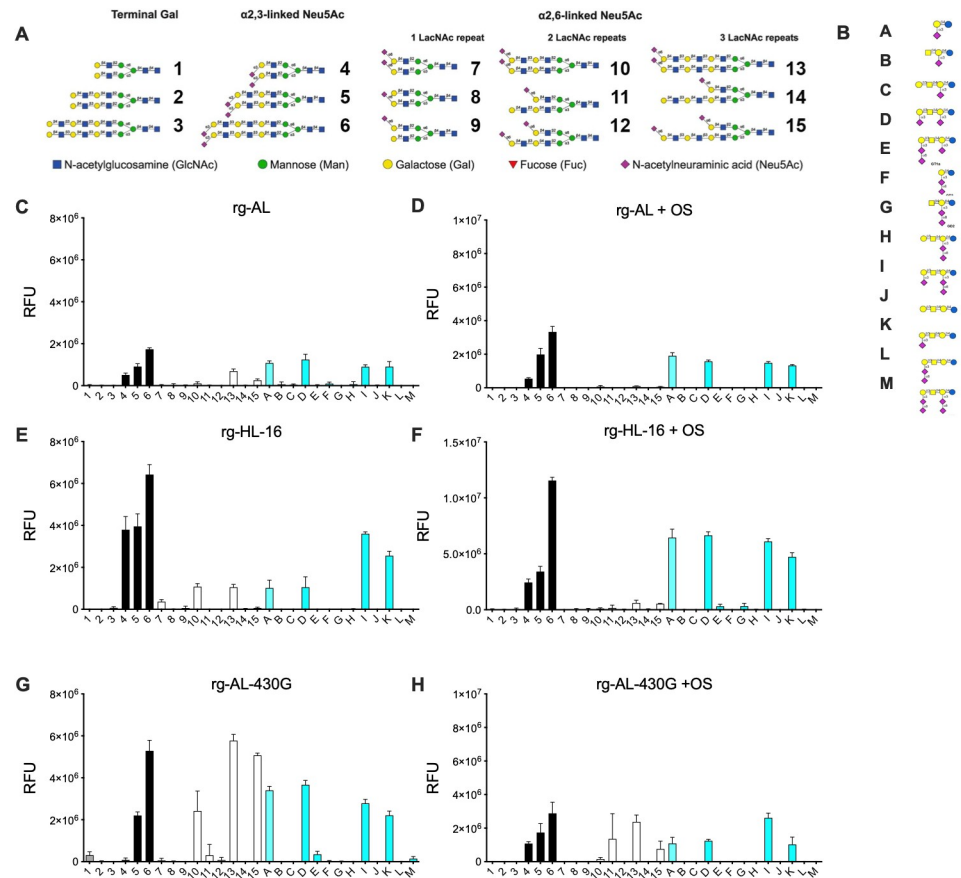 Terminal Gal
α2,3-linked Neu5Ac
α2,6-linked Neu5Ac
A
1 LacNAc repeat
2 LacNAc repeats
3 LacNAc repeats
1
2
3
4
5
6
7
8
9
10
11
12
13
14
15
N-acetylglucosamine (GlcNAc)
Mannose (Man)
Galactose (Gal)
Fucose (Fuc)
N-acetylneuraminic acid (Neu5Ac)
B
A
B
C
D
E
F
G
H
I
J
K
L
M
C
rg-AL
RFU
8×10⁶
6×10⁶
4×10⁶
2×10⁶
0
1 2 3 4 5 6 7 8 9 10 11 12 13 14 15 A B C D E F G H I J K L M
D
rg-AL + OS
RFU
1×10⁷
8×10⁶
6×10⁶
4×10⁶
2×10⁶
0
1 2 3 4 5 6 7 8 9 10 11 12 13 14 15 A B C D E F G H I J K L M
E
rg-HL-16
RFU
8×10⁶
6×10⁶
4×10⁶
2×10⁶
0
1 2 3 4 5 6 7 8 9 10 11 12 13 14 15 A B C D E F G H I J K L M
F
rg-HL-16 + OS
RFU
1.5×10⁷
1.0×10⁷
5.0×10⁶
0.0
1 2 3 4 5 6 7 8 9 10 11 12 13 14 15 A B C D E F G H I J K L M
G
rg-AL-430G
RFU
8×10⁶
6×10⁶
4×10⁶
2×10⁶
0
1 2 3 4 5 6 7 8 9 10 11 12 13 14 15 A B C D E F G H I J K L M
H
rg-AL-430G +OS
RFU
1×10⁷
8×10⁶
6×10⁶
4×10⁶
2×10⁶
0
1 2 3 4 5 6 7 8 9 10 11 12 13 14 15 A B C D E F G H I J K L M